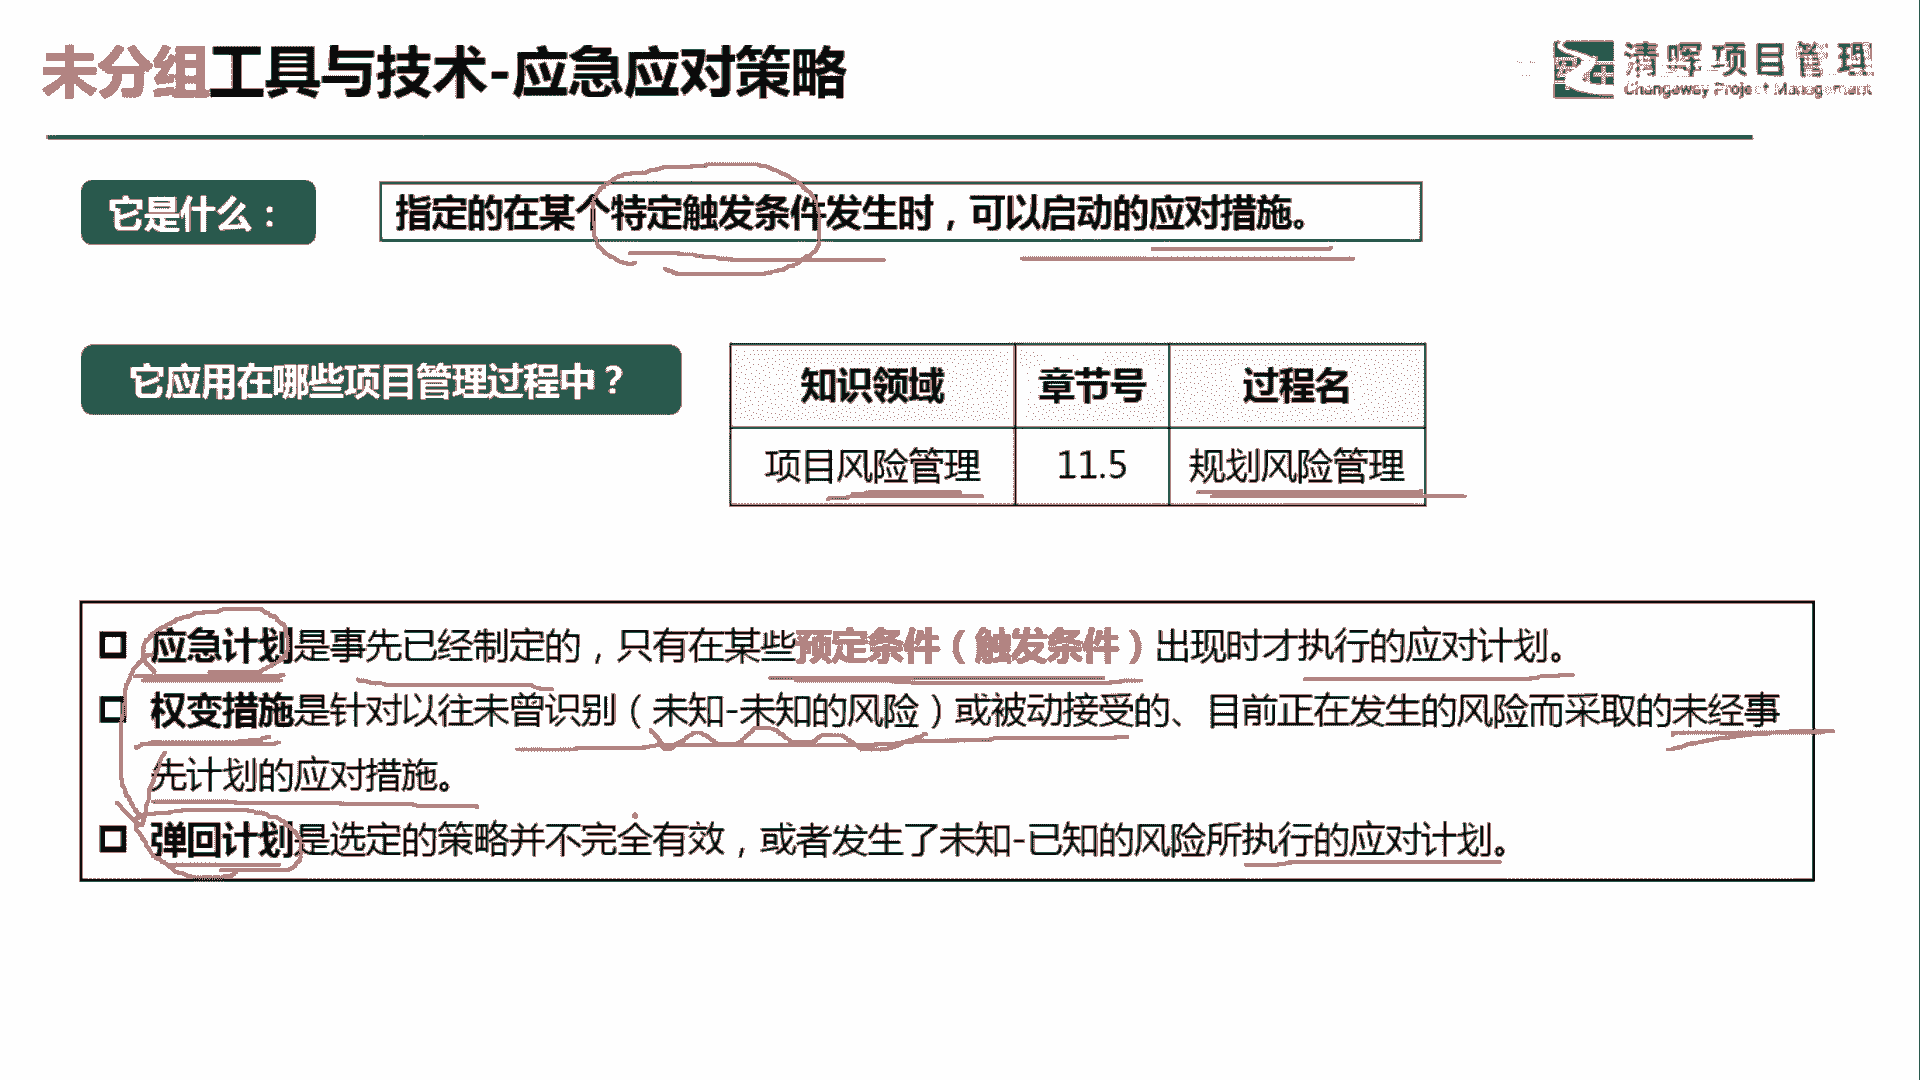 未分组工具与技术-应急应对策略
清晖项目管理
Changeway Project Management
它是什么：
指定的在某个特定触发条件发生时，可以启动的应对措施。
它应用在哪些项目管理过程中？
知识领域 章节号 过程名
项目风险管理 11.5 规划风险管理
应急计划是事先已经制定的，只有在某些预定条件（触发条件）出现时才执行的应对计划。
权变措施是针对以往未曾识别（未知-未知的风险）或被动接受的、目前正在发生的风险而采取的未经事
先计划的应对措施。
弹回计划是选定的策略并不完全有效，或者发生了未知-已知的风险所执行的应对计划。